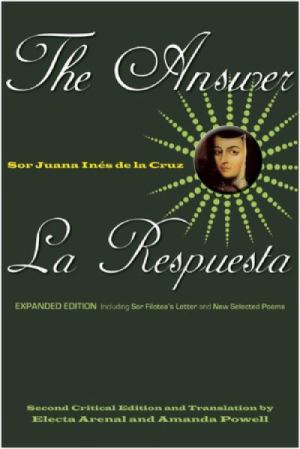 The Answer
Sor Juana Inés de la Cruz
La Respuesta
EXPANDED EDITION Including Sor Filotea's Letter and New Selected Poems
Second Critical Edition and Translation by
Electa Arenal and Amanda Powell